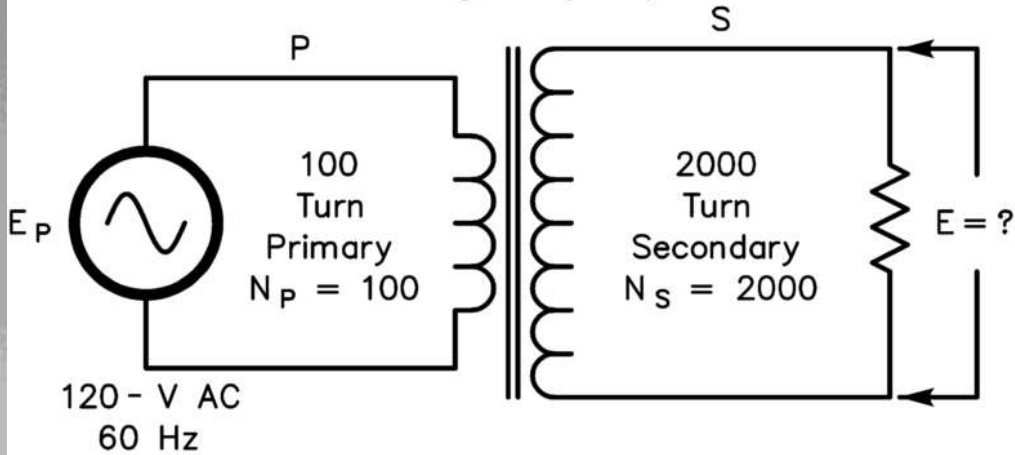 P
S
E P
100
Turn
Primary
N P = 100
2000
Turn
Secondary
N S = 2000
E = ?
120 - V AC
60 Hz